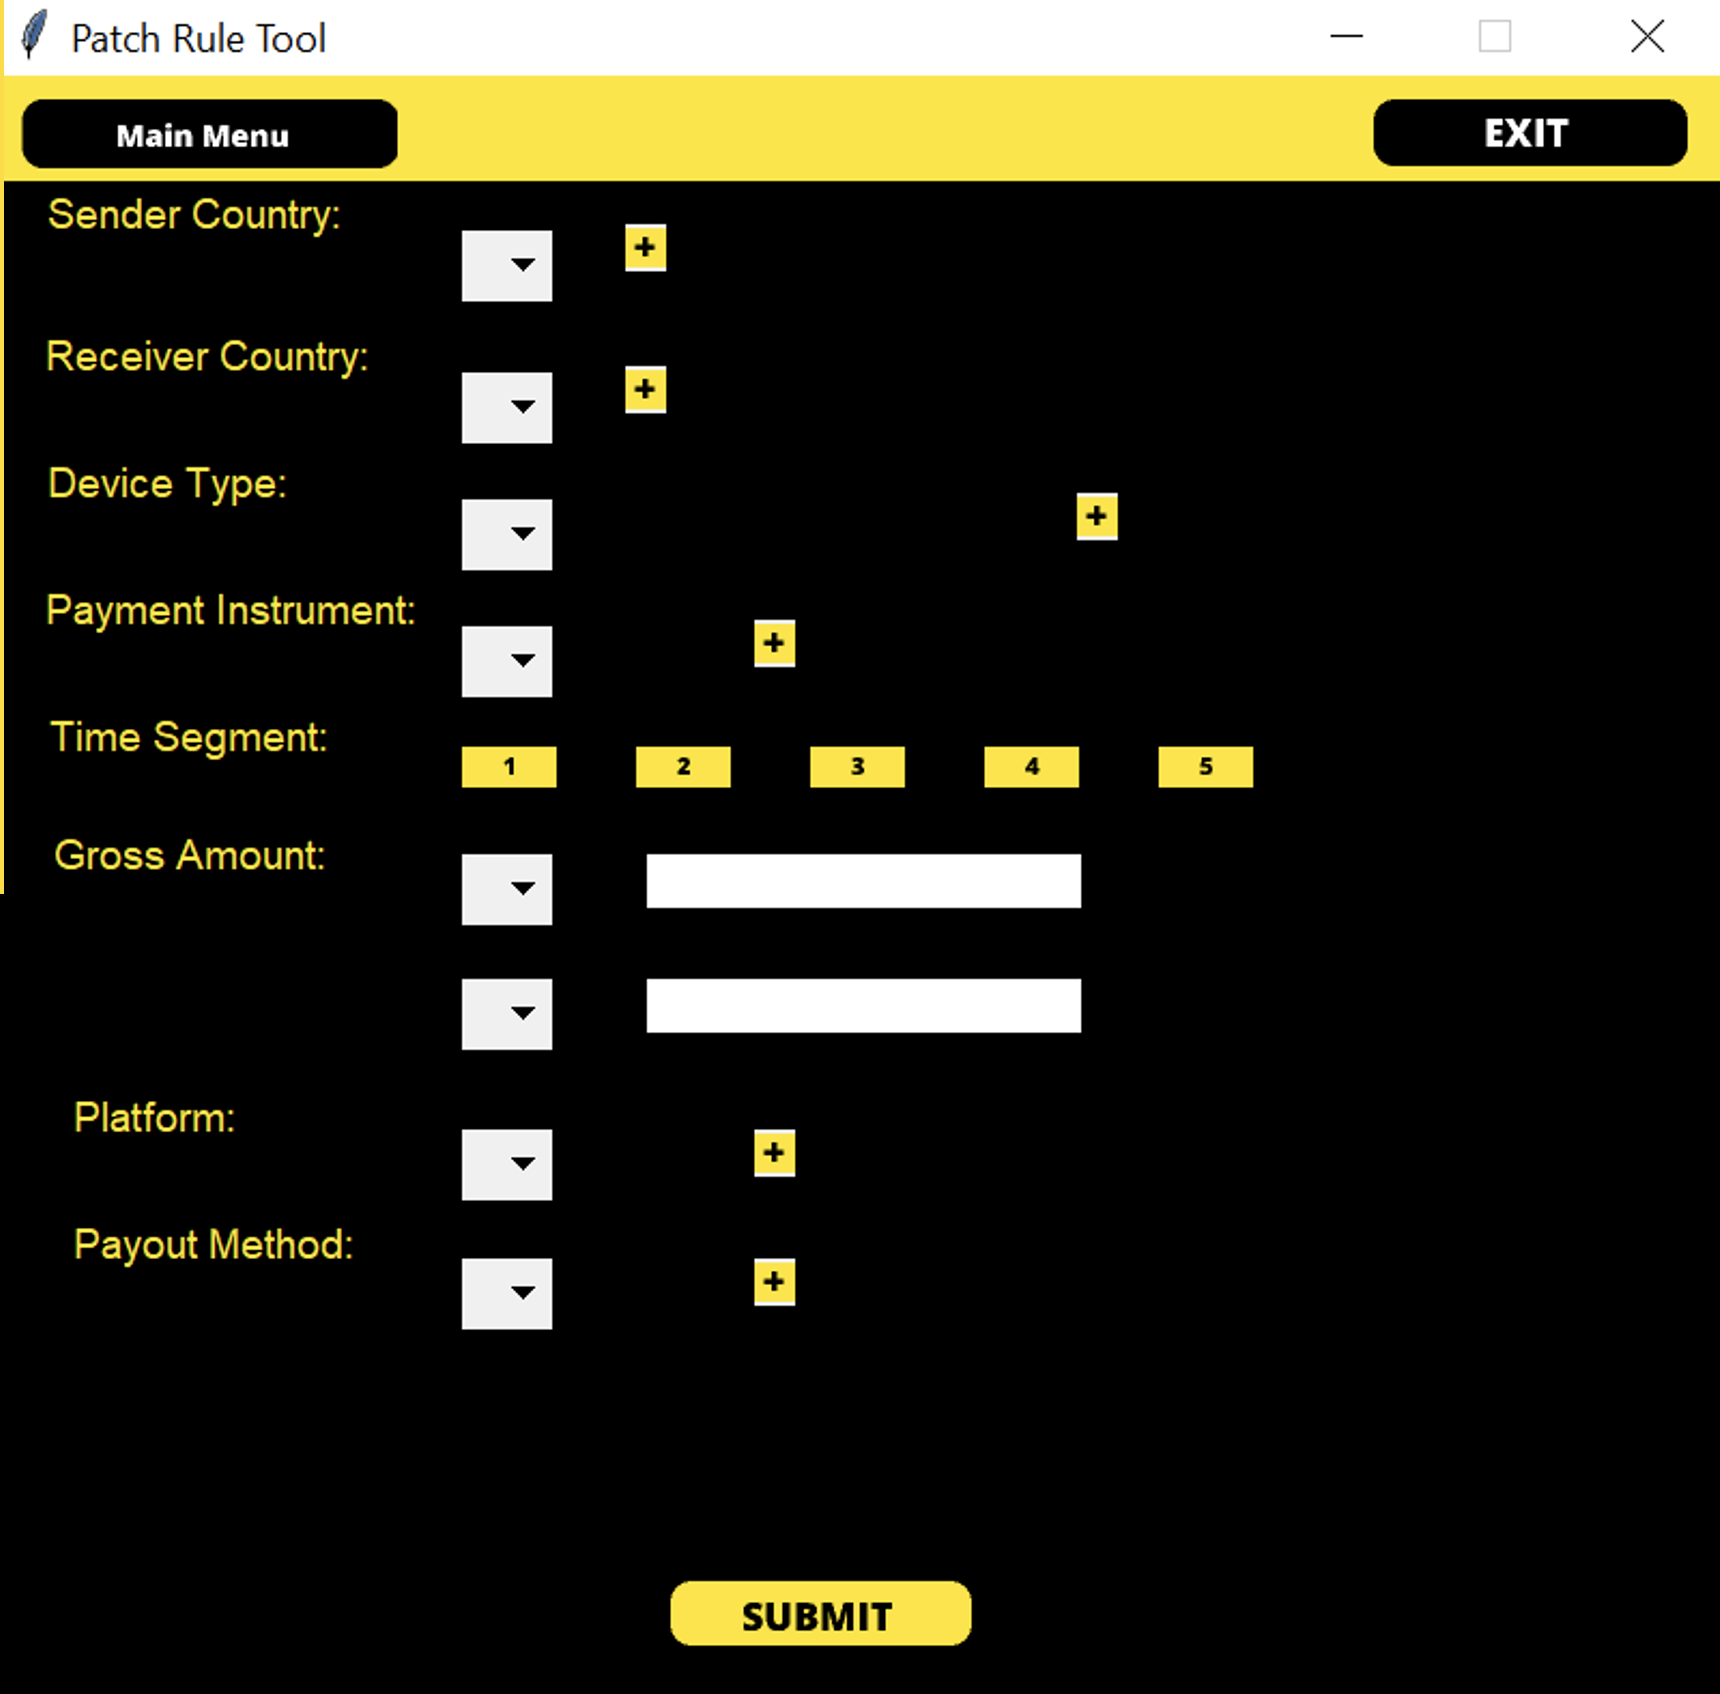 Patch Rule Tool
Main Menu
EXIT
Sender Country:
+
Receiver Country:
+
Device Type:
+
Payment Instrument:
+
Time Segment:
1 2 3 4 5
Gross Amount:
Platform:
+
Payout Method:
+
SUBMIT